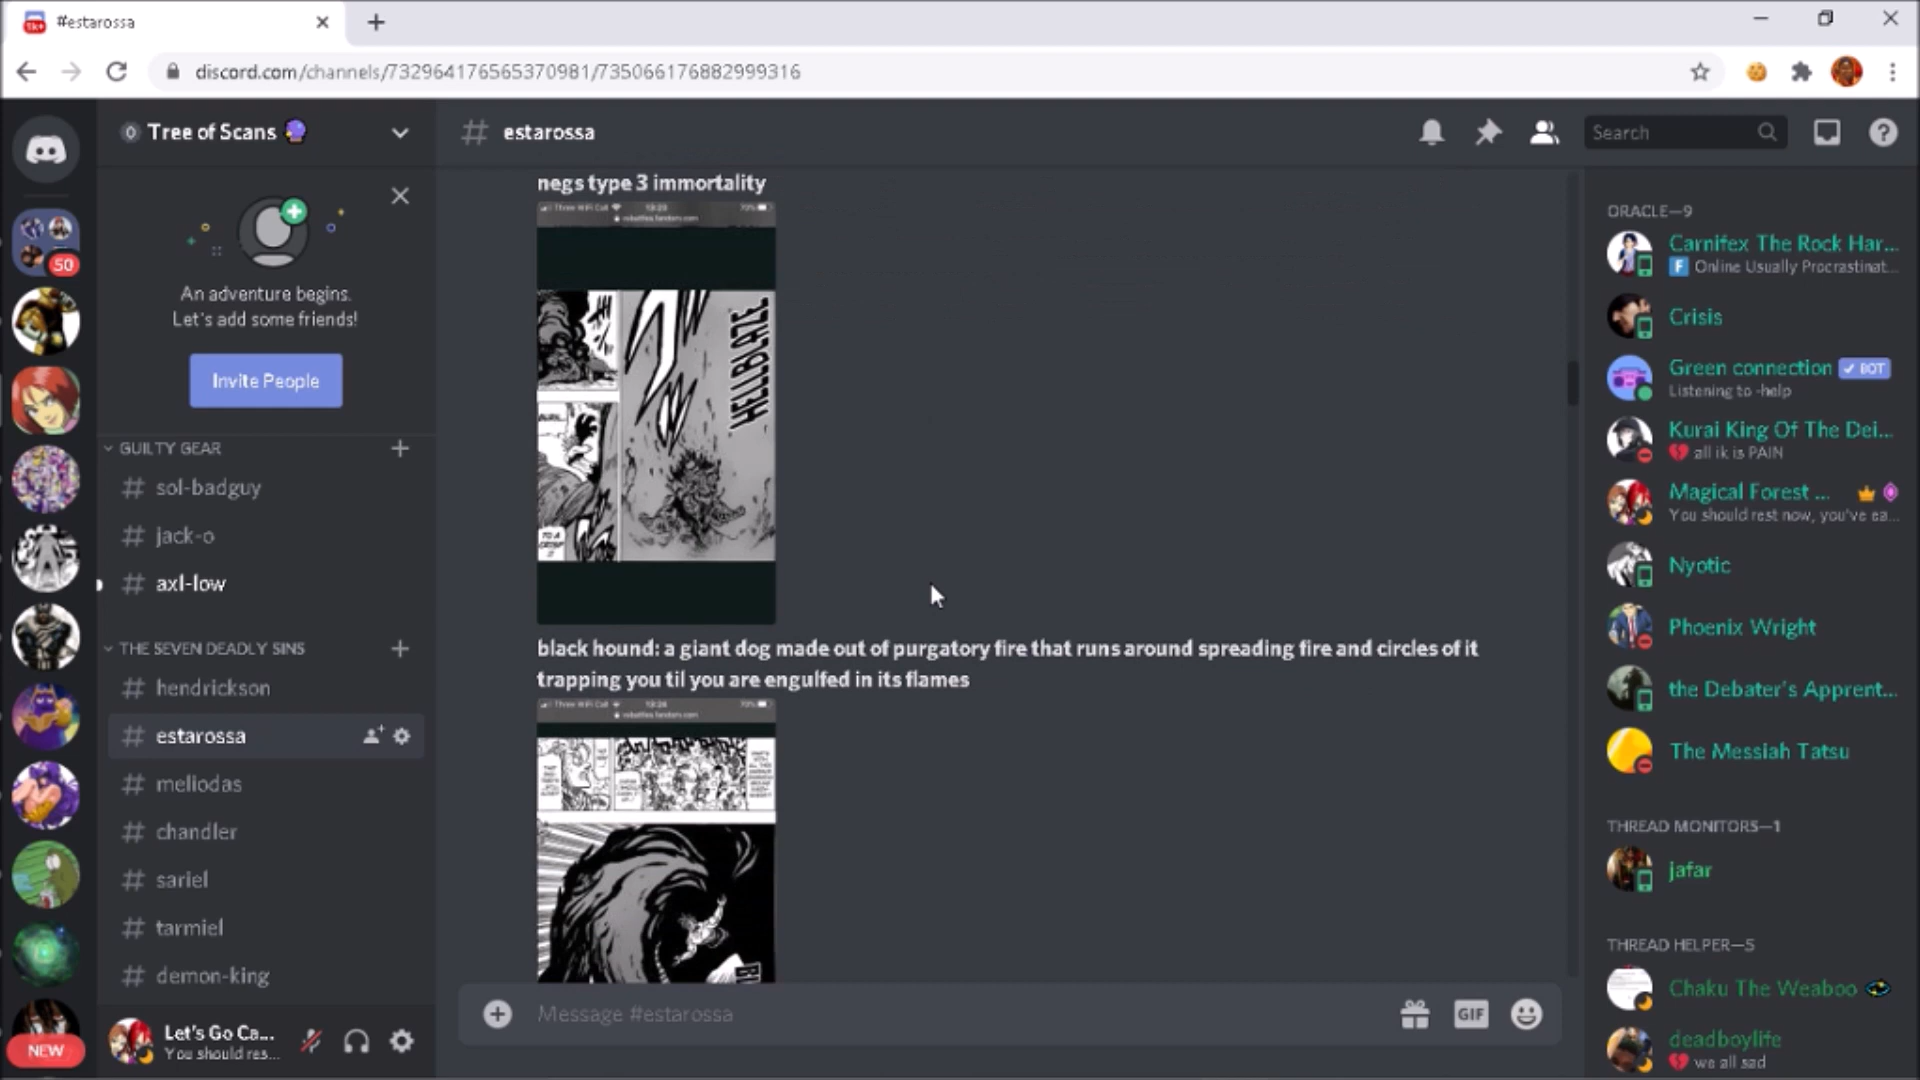 #estarossa
discord.com/channels/732964176565370981/735066176882999316
Tree of Scans
estarossa
Search
50
An adventure begins.
Let's add some friends!
Invite People
GUILTY GEAR
sol-badguy
jack-o
axl-low
THE SEVEN DEADLY SINS
hendrickson
estarossa
meliodas
chandler
sariel
tarmiel
demon-king
NEW
Let's Go Ca...
You should res...
negs type 3 immortality
HELLBLAZE
black hound: a giant dog made out of purgatory fire that runs around spreading fire and circles of it
trapping you til you are engulfed in its flames
Message #estarossa
GIF
ORACLE—9
Carnifex The Rock Har...
Online Usually Procrastinat...
Crisis
Green connection BOT
Listening to -help
Kurai King Of The Dei...
all ik is PAIN
Magical Forest ...
You should rest now, you've ea...
Nyotic
Phoenix Wright
the Debater's Apprent...
The Messiah Tatsu
THREAD MONITORS—1
jafar
THREAD HELPER—5
Chaku The Weaboo
deadboylife
we all sad